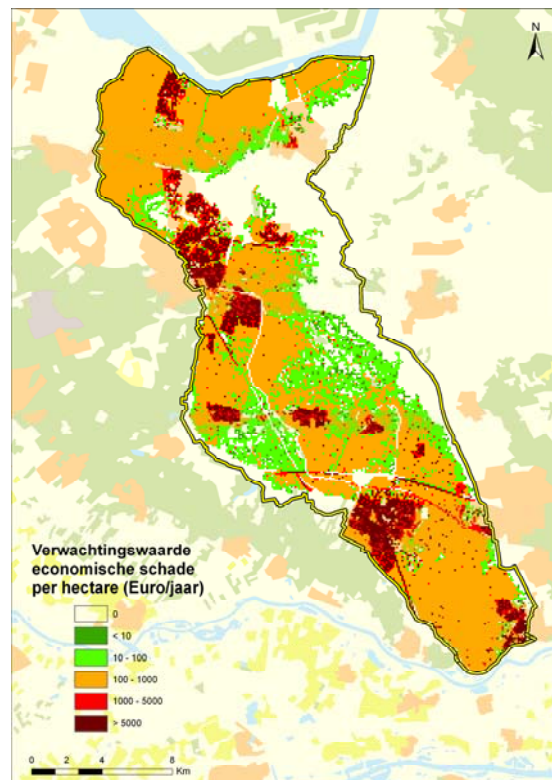 N
Verwachtingswaarde
economische schade
per hectare (Euro/jaar)
0
< 10
10 - 100
100 - 1000
1000 - 5000
> 5000
0 2 4 8
Km